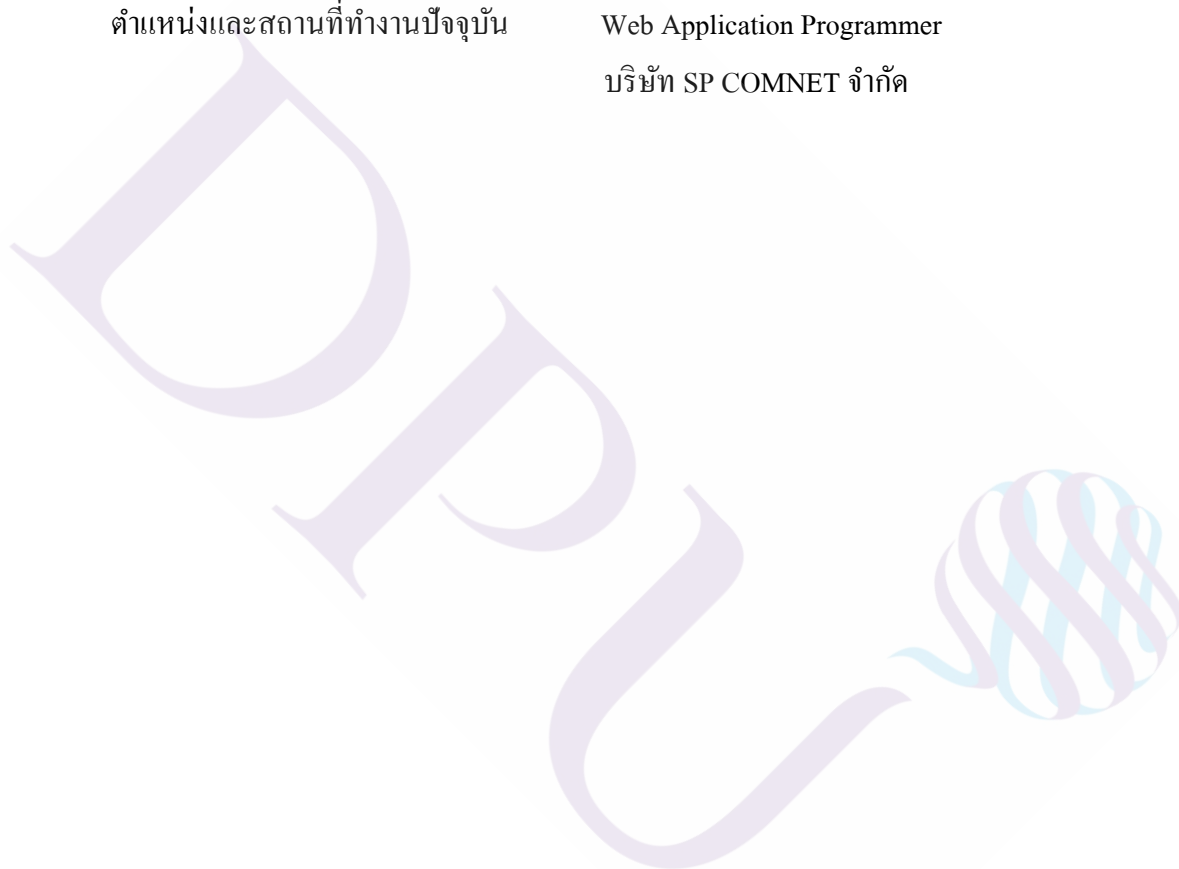 ตำแหน่งและสถานที่ทำงานปัจจุบัน Web Application Programmer
บริษัท SP COMNET จำกัด
DPU